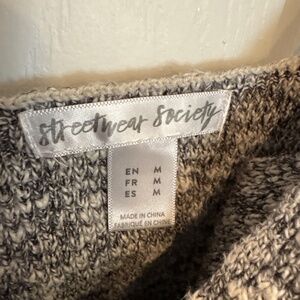 streetwear society
EN M
FR M
ES M
MADE IN CHINA
FABRIQUÉ EN CHINE